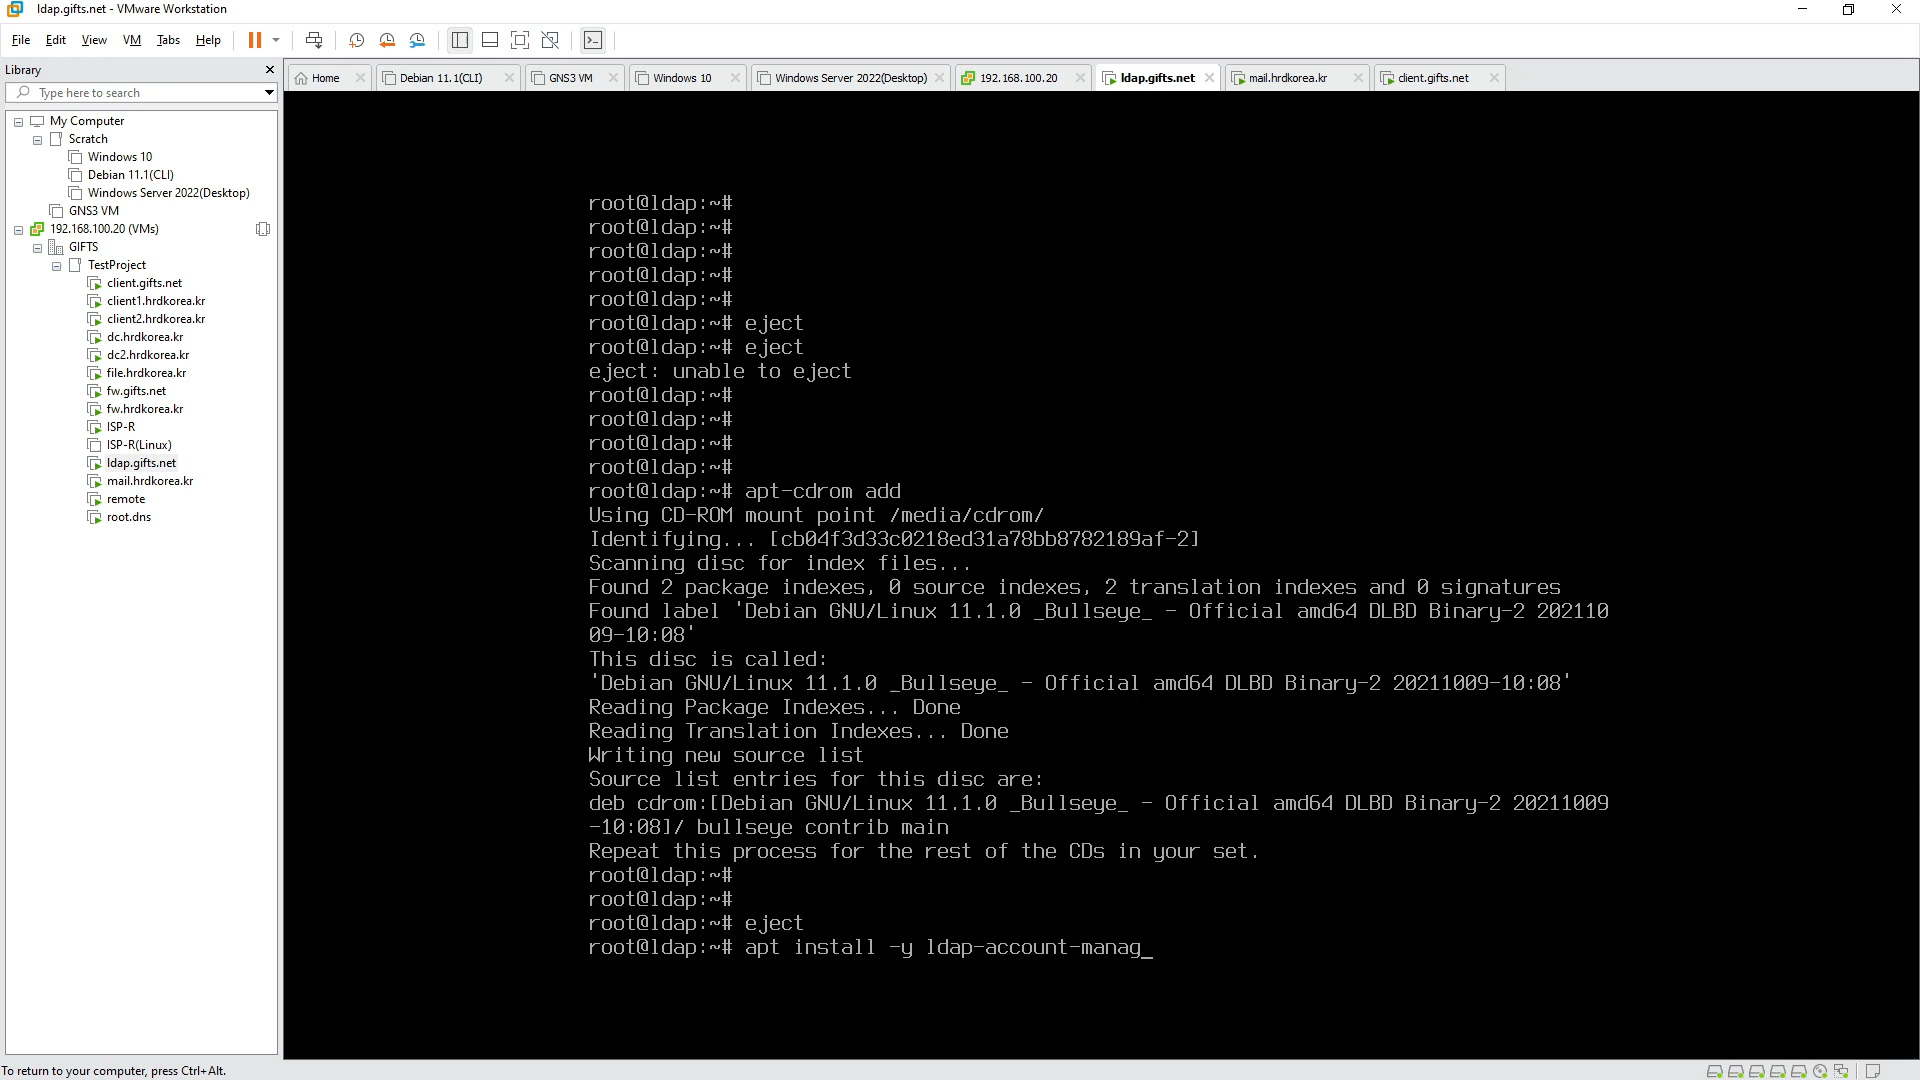 ldap.gifts.net - VMware Workstation
File Edit View VM Tabs Help
Library
Type here to search
Home
Debian 11.1(CLI)
GNS3 VM
Windows 10
Windows Server 2022(Desktop)
192.168.100.20
ldap.gifts.net
mail.hrdkorea.kr
client.gifts.net
My Computer
Scratch
Windows 10
Debian 11.1(CLI)
Windows Server 2022(Desktop)
GNS3 VM
192.168.100.20 (VMs)
GIFTS
TestProject
client.gifts.net
client1.hrdkorea.kr
client2.hrdkorea.kr
dc.hrdkorea.kr
dc2.hrdkorea.kr
file.hrdkorea.kr
fw.gifts.net
fw.hrdkorea.kr
ISP-R
ISP-R(Linux)
ldap.gifts.net
mail.hrdkorea.kr
remote
root.dns
root@ldap:~#
root@ldap:~#
root@ldap:~#
root@ldap:~#
root@ldap:~#
root@ldap:~# eject
root@ldap:~# eject
eject: unable to eject
root@ldap:~#
root@ldap:~#
root@ldap:~#
root@ldap:~#
root@ldap:~# apt-cdrom add
Using CD-ROM mount point /media/cdrom/
Identifying... [cb04f3d33c0218ed31a78bb8782189af-2]
Scanning disc for index files...
Found 2 package indexes, 0 source indexes, 2 translation indexes and 0 signatures
Found label 'Debian GNU/Linux 11.1.0 _Bullseye_ - Official amd64 DLBD Binary-2 202110
09-10:08'
This disc is called:
'Debian GNU/Linux 11.1.0 _Bullseye_ - Official amd64 DLBD Binary-2 20211009-10:08'
Reading Package Indexes... Done
Reading Translation Indexes... Done
Writing new source list
Source list entries for this disc are:
deb cdrom:[Debian GNU/Linux 11.1.0 _Bullseye_ - Official amd64 DLBD Binary-2 20211009
-10:08]/ bullseye contrib main
Repeat this process for the rest of the CDs in your set.
root@ldap:~#
root@ldap:~#
root@ldap:~# eject
root@ldap:~# apt install -y ldap-account-manag_
To return to your computer, press Ctrl+Alt.